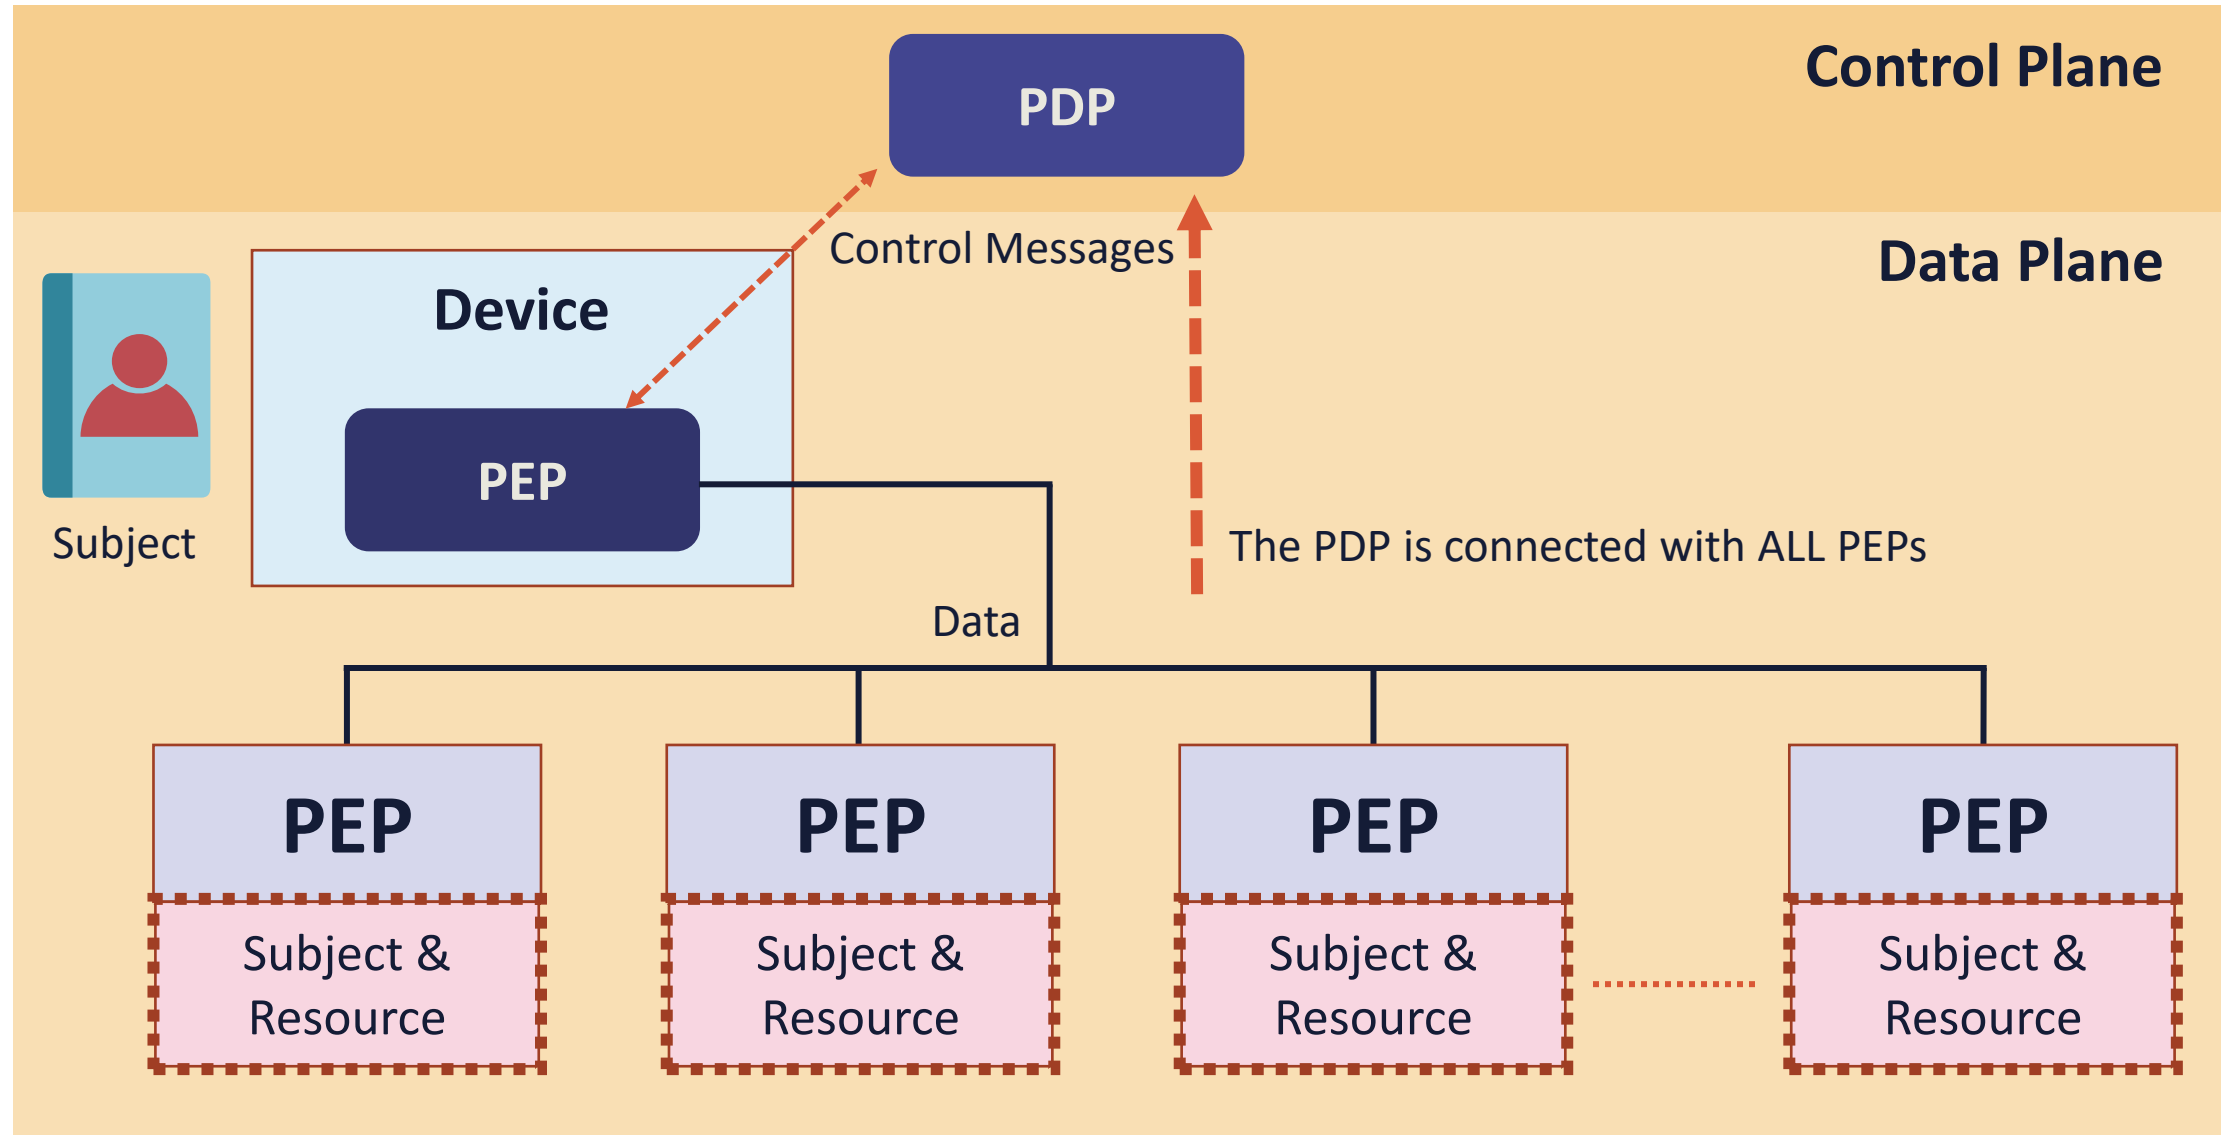 PDP
Control Plane
Control Messages
Data Plane
Device
PEP
Subject
The PDP is connected with ALL PEPs
Data
PEP
PEP
PEP
PEP
Subject &
Resource
Subject &
Resource
Subject &
Resource
Subject &
Resource